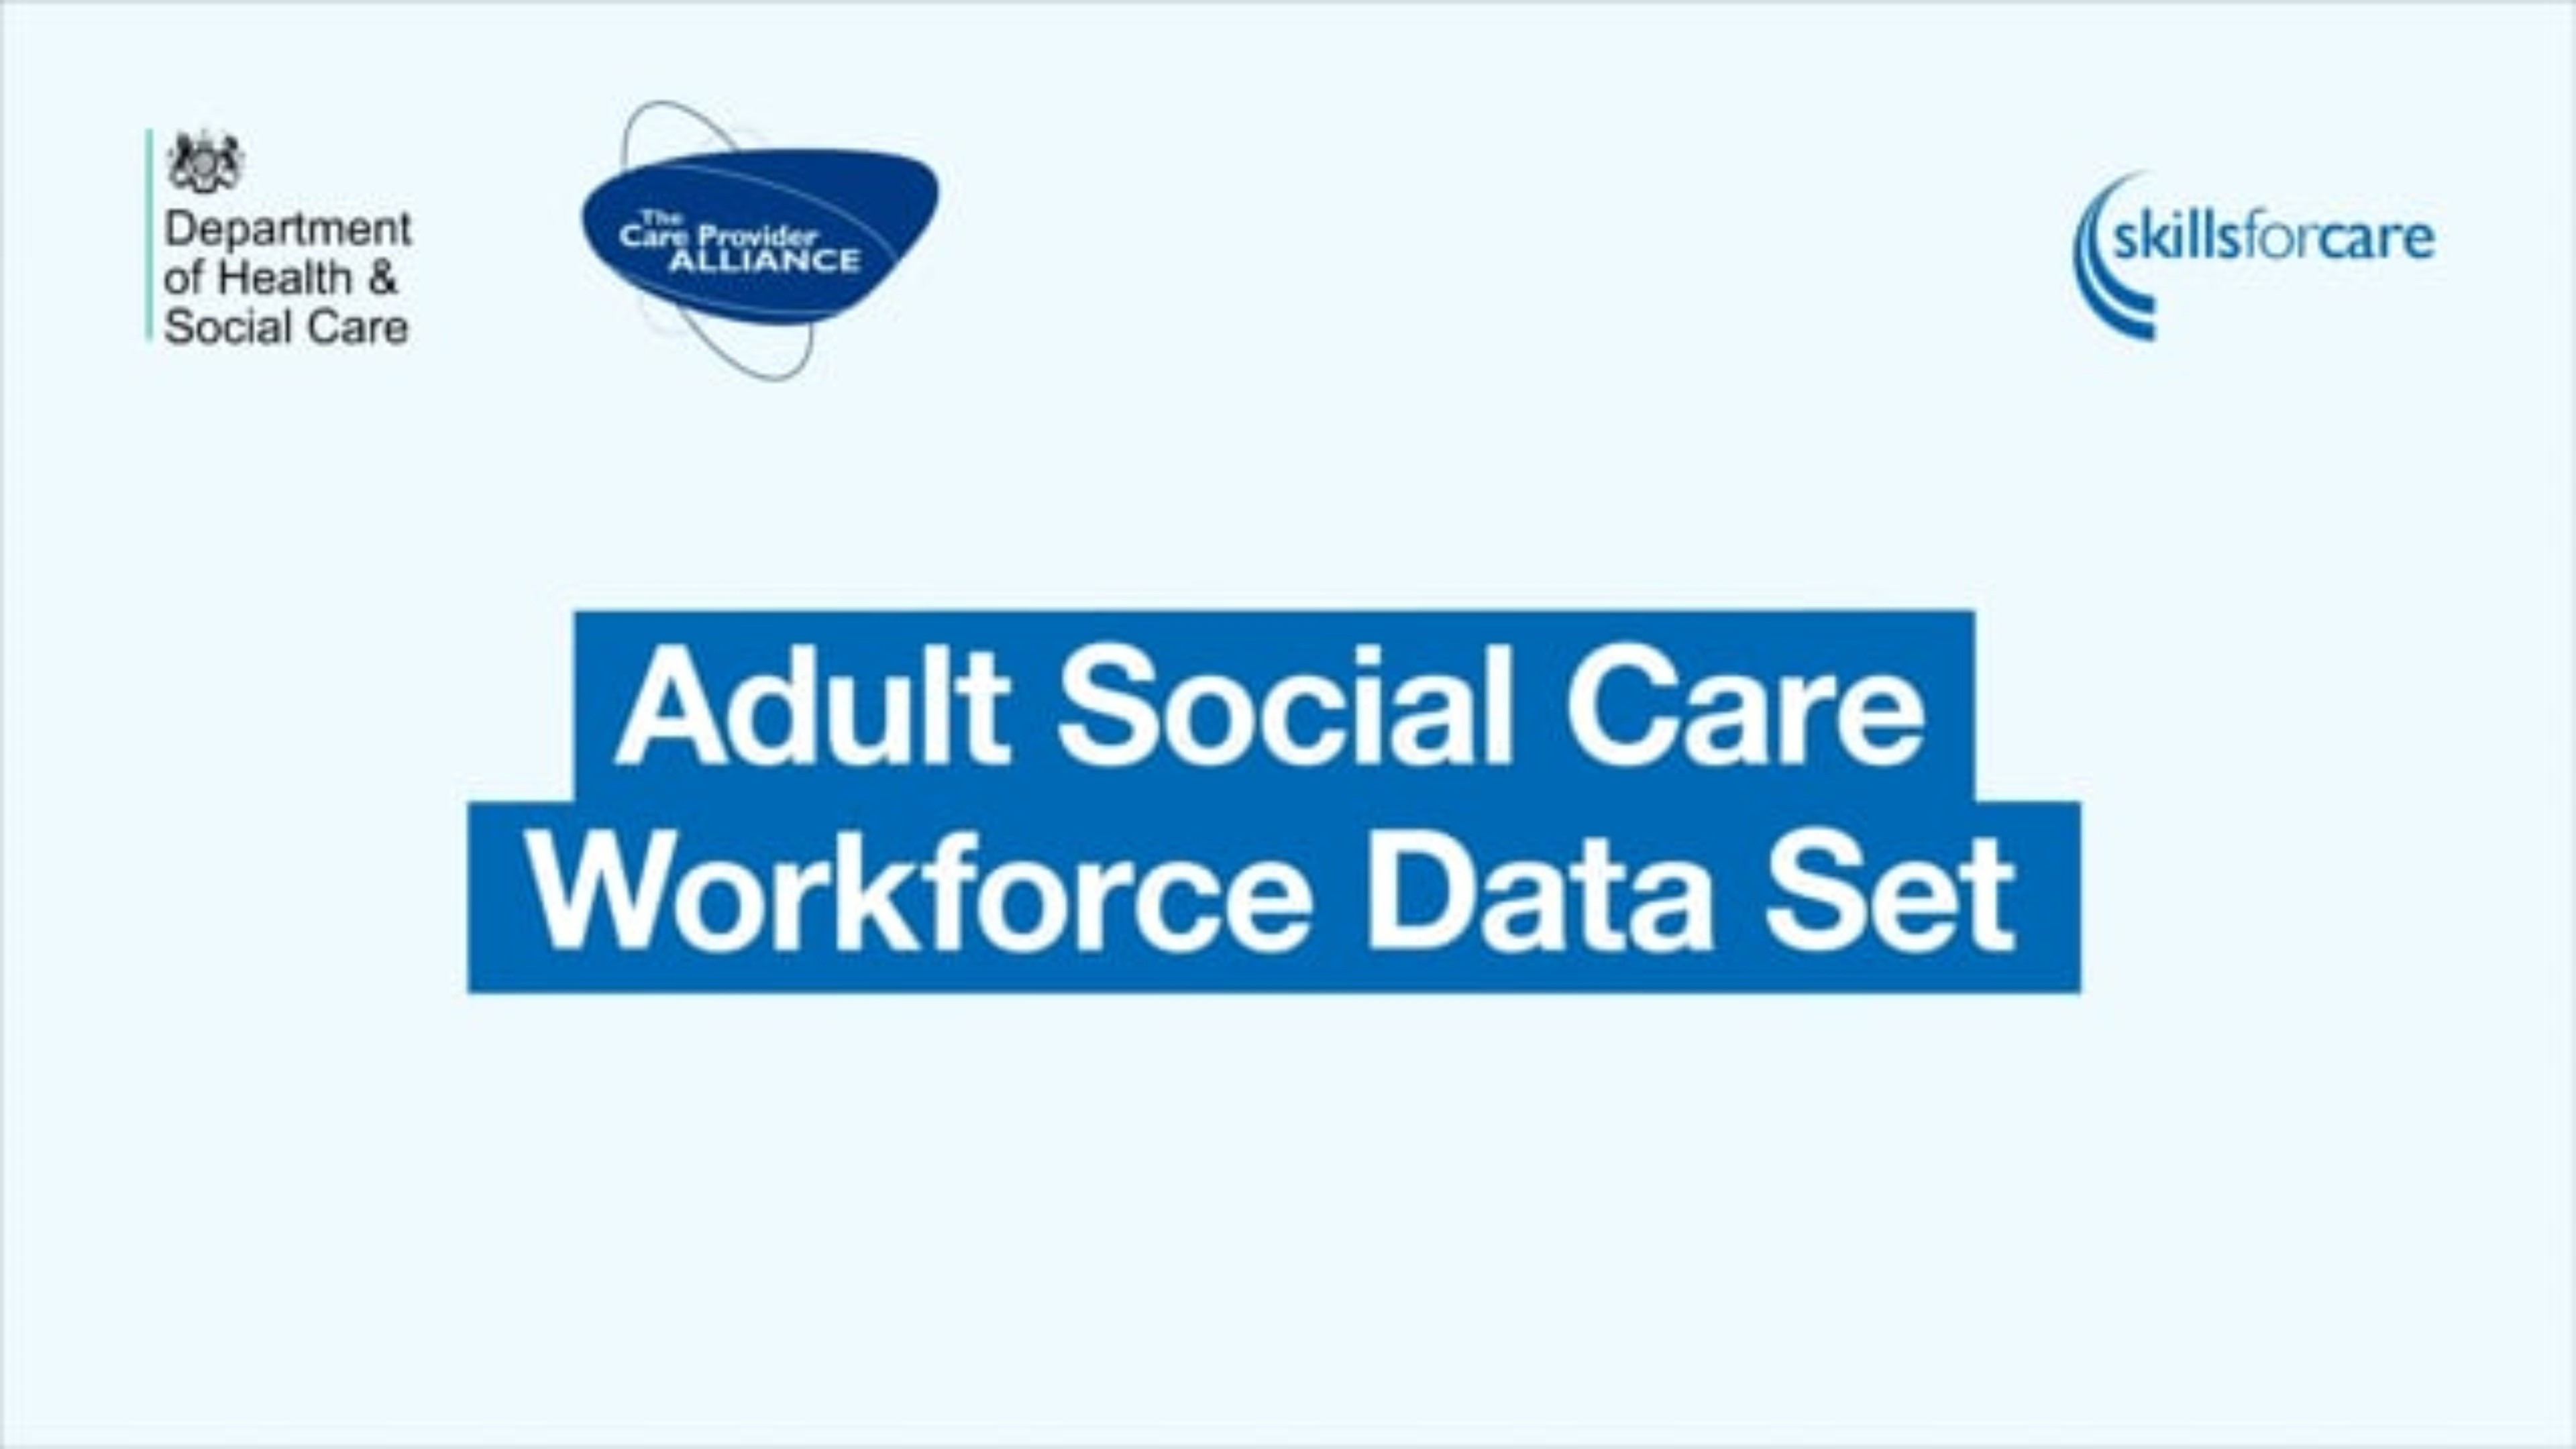 Department
of Health &
Social Care
The
Care Provider
ALLIANCE
skillsforcare
Adult Social Care
Workforce Data Set